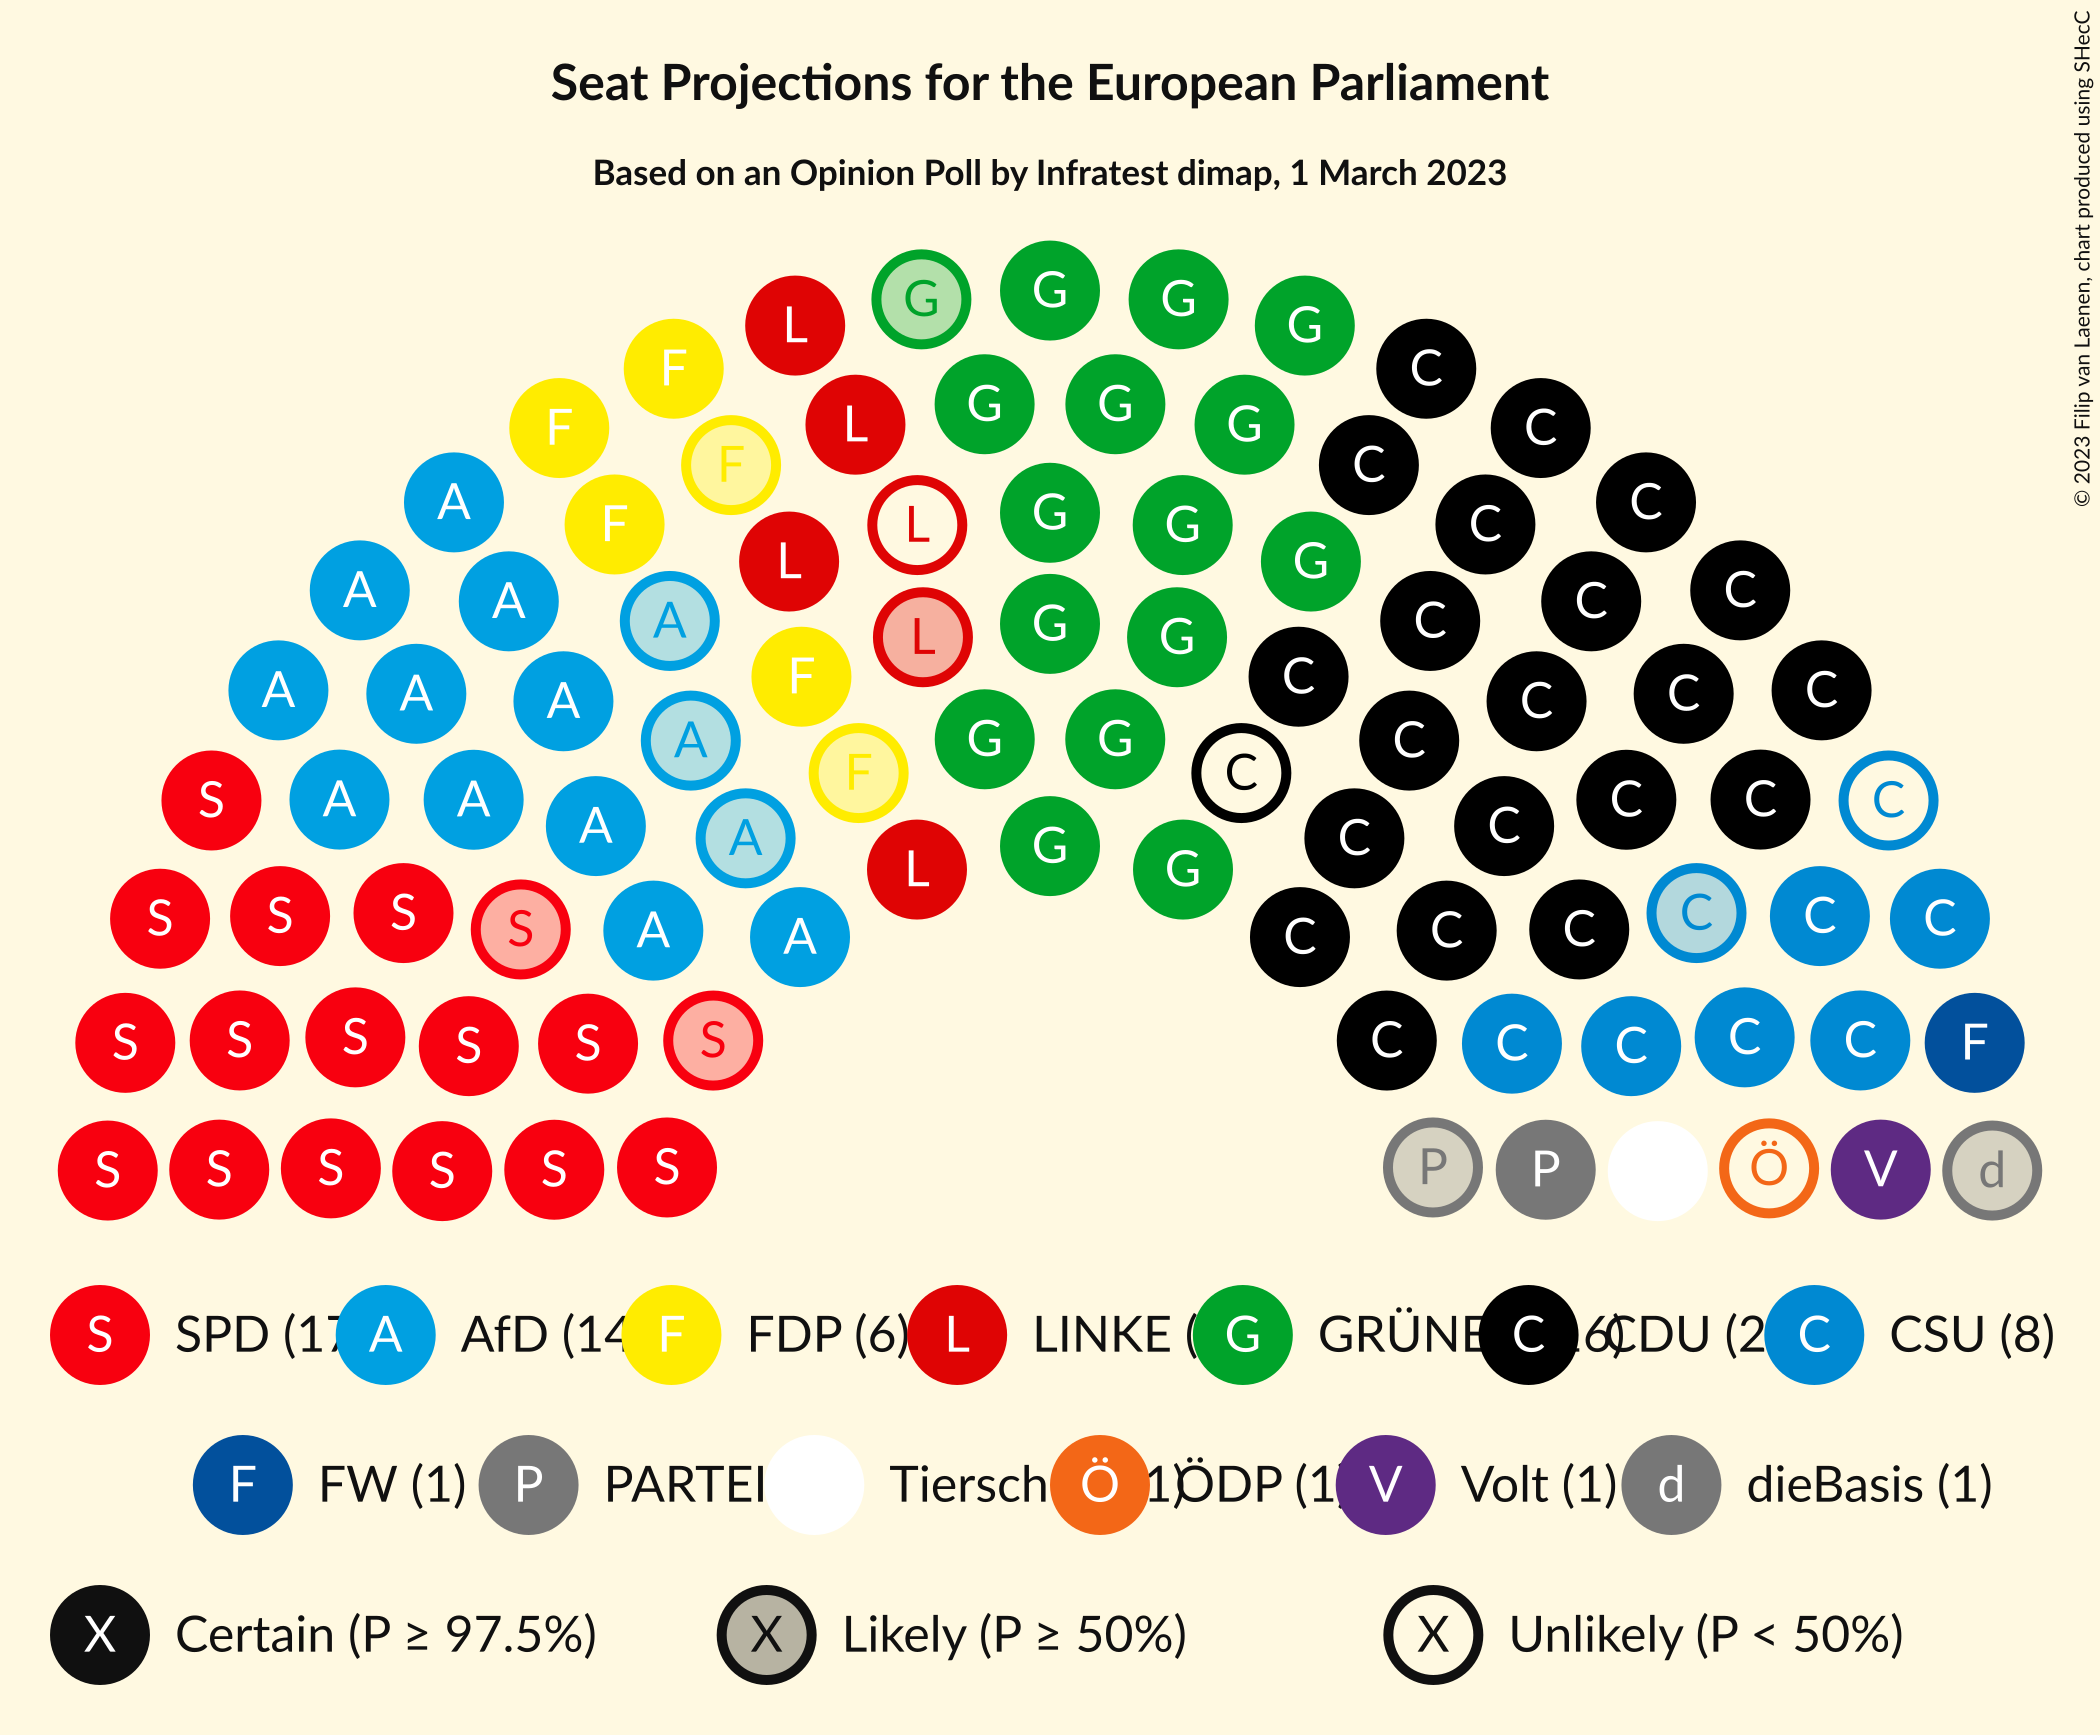 Seat Projections for the European Parliament
Based on an Opinion Poll by Infratest dimap, 1 March 2023
© 2023 Filip van Laenen, chart produced using SHecC
G G G G
L L
F C
F G G G C
F L C
A F L G G C C
A A F L G C C
A A L G G C C
A A A F C C C C
A F G G C C
S A A A A C C C C C C
L G G
S S S S A A C C C C C C
S S S S S S C C C C C F
S S S S S S P P Ö V d
S SPD (17 A AfD (14 F FDP (6) L LINKE ( G GRÜNE C 6) CDU (2 C CSU (8)
F FW (1) P PARTEI Tiersch Ö 1) ÖDP (1 V Volt (1) d dieBasis (1)
X Certain (P ≥ 97.5%) X Likely (P ≥ 50%) X Unlikely (P < 50%)